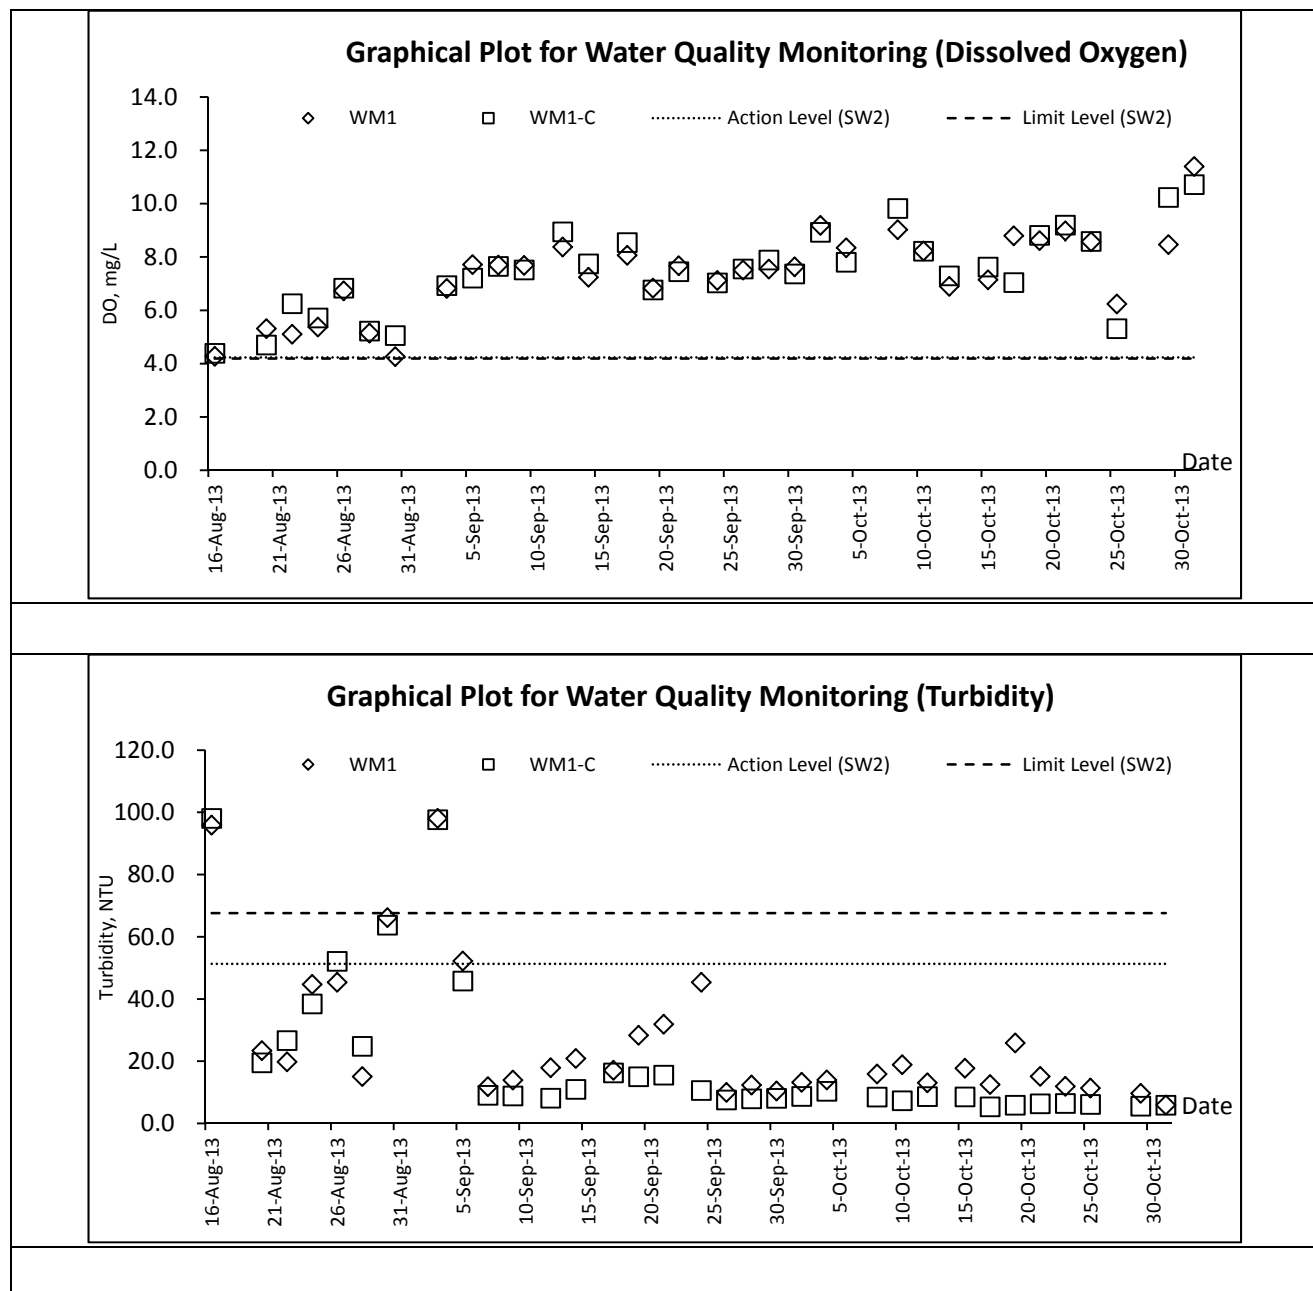 Graphical Plot for Water Quality Monitoring (Dissolved Oxygen)
14.0
WM1 WM1-C Action Level (SW2) Limit Level (SW2)
12.0
10.0
8.0
6.0
4.0
2.0
0.0
DO, mg/L
Date
16-Aug-13 21-Aug-13 26-Aug-13 31-Aug-13 5-Sep-13 10-Sep-13 15-Sep-13 20-Sep-13 25-Sep-13 30-Sep-13 5-Oct-13 10-Oct-13 15-Oct-13 20-Oct-13 25-Oct-13 30-Oct-13
Graphical Plot for Water Quality Monitoring (Turbidity)
120.0
WM1 WM1-C Action Level (SW2) Limit Level (SW2)
100.0
80.0
60.0
40.0
20.0
0.0
Turbidity, NTU
Date
16-Aug-13 21-Aug-13 26-Aug-13 31-Aug-13 5-Sep-13 10-Sep-13 15-Sep-13 20-Sep-13 25-Sep-13 30-Sep-13 5-Oct-13 10-Oct-13 15-Oct-13 20-Oct-13 25-Oct-13 30-Oct-13